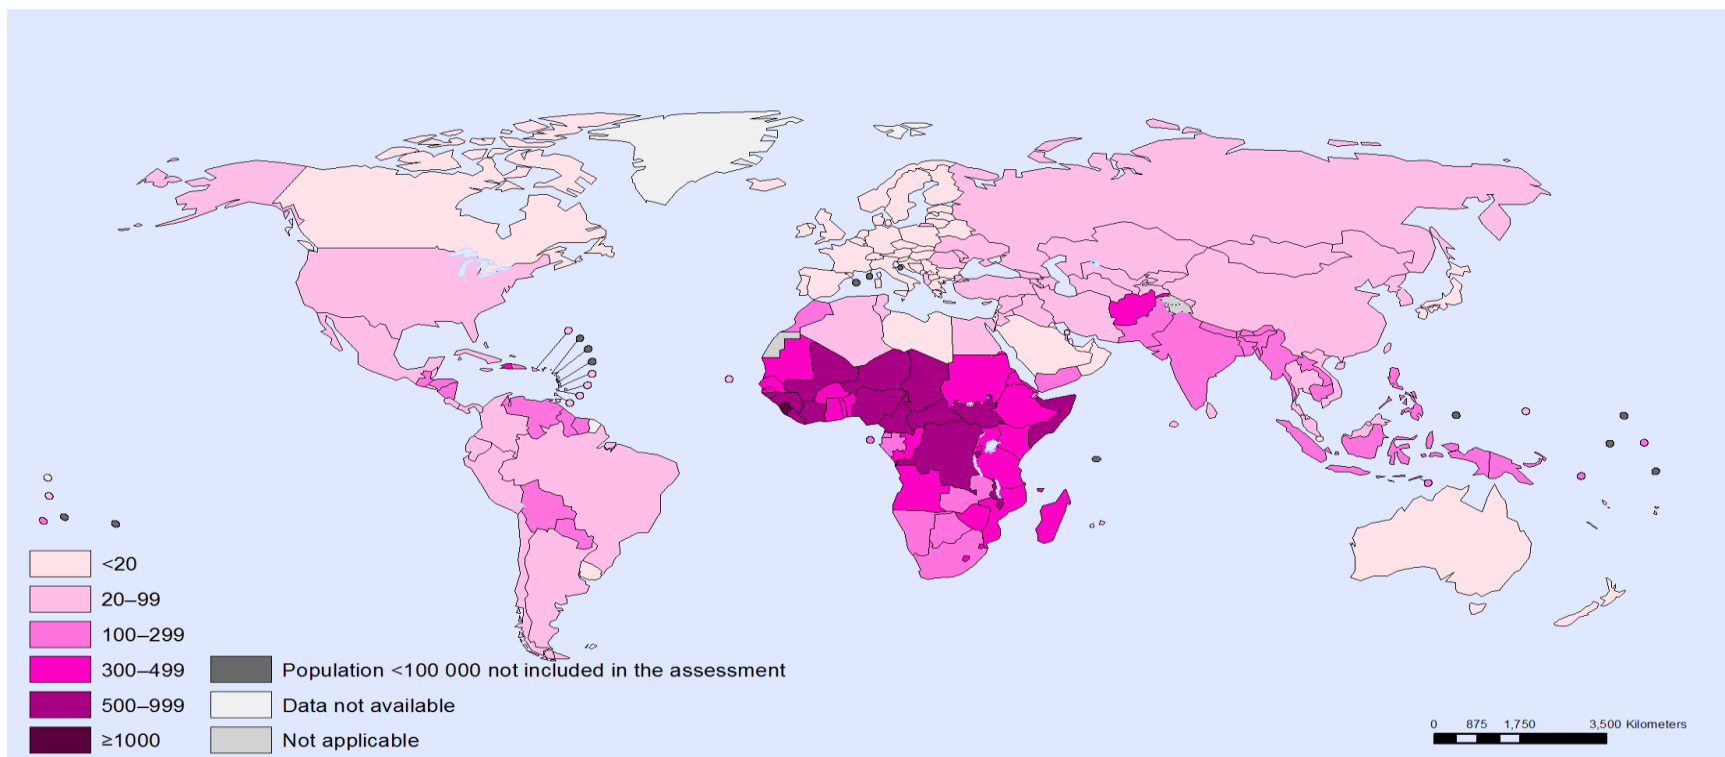 <20
20–99
100–299
300–499
500–999
≥1000
Population <100 000 not included in the assessment
Data not available
Not applicable
0 875 1,750 3,500 Kilometers